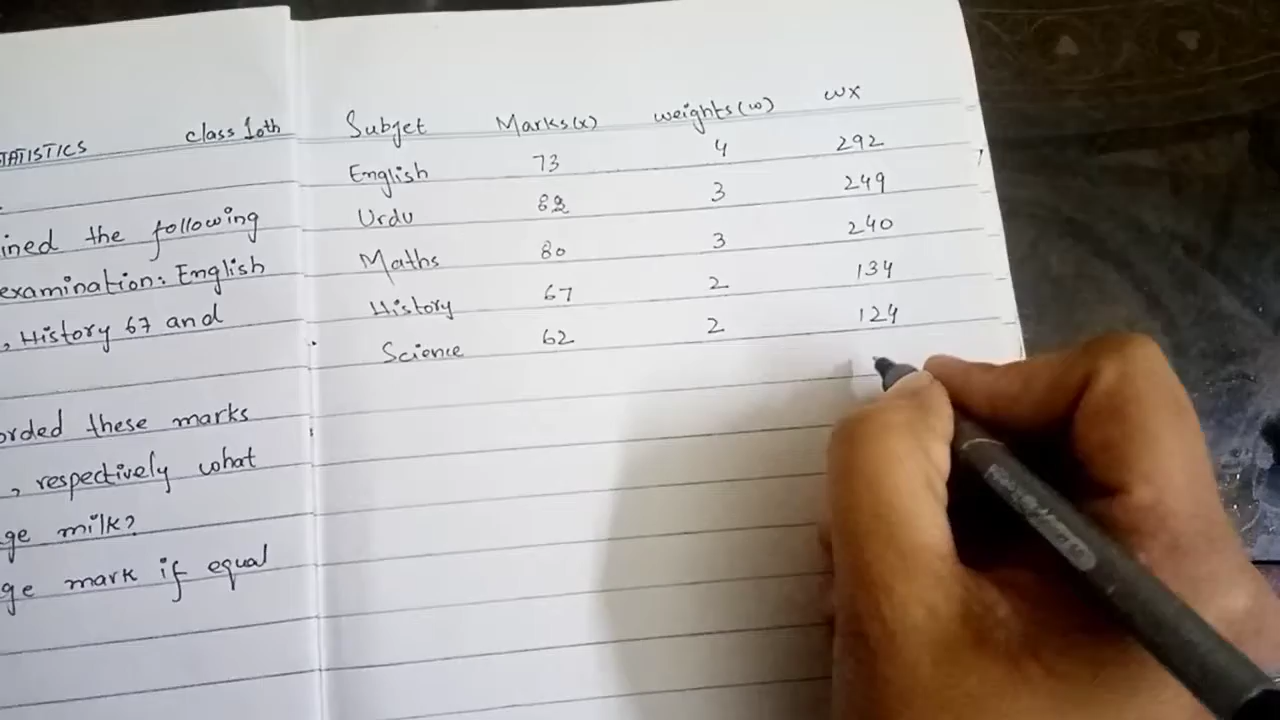 TATISTICS class 10th
ined the following
examination: English
, History 67 and
orded these marks
, respectively what
ge milk?
ge mark if equal
Subjet Marks(x) weights(w) wx
English 73 4 292
Urdu 3 249
Maths 80 3 240
History 67 2 134
Science 62 2 124